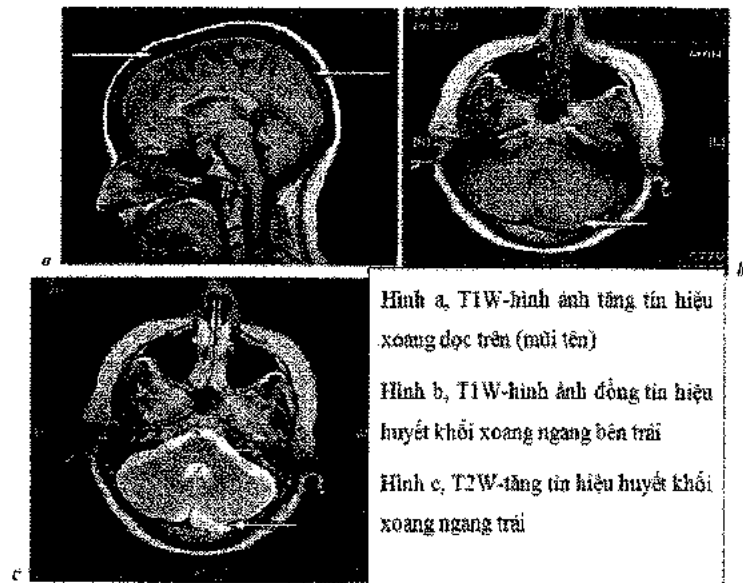 a
b
Hình a, T1W-hình ảnh tăng tín hiệu
xoang dọc trên (mũi tên)
Hình b, T1W-hình ảnh đồng tín hiệu
huyết khối xoang ngang bên trái
Hình c, T2W-tăng tín hiệu huyết khối
xoang ngang trái
c